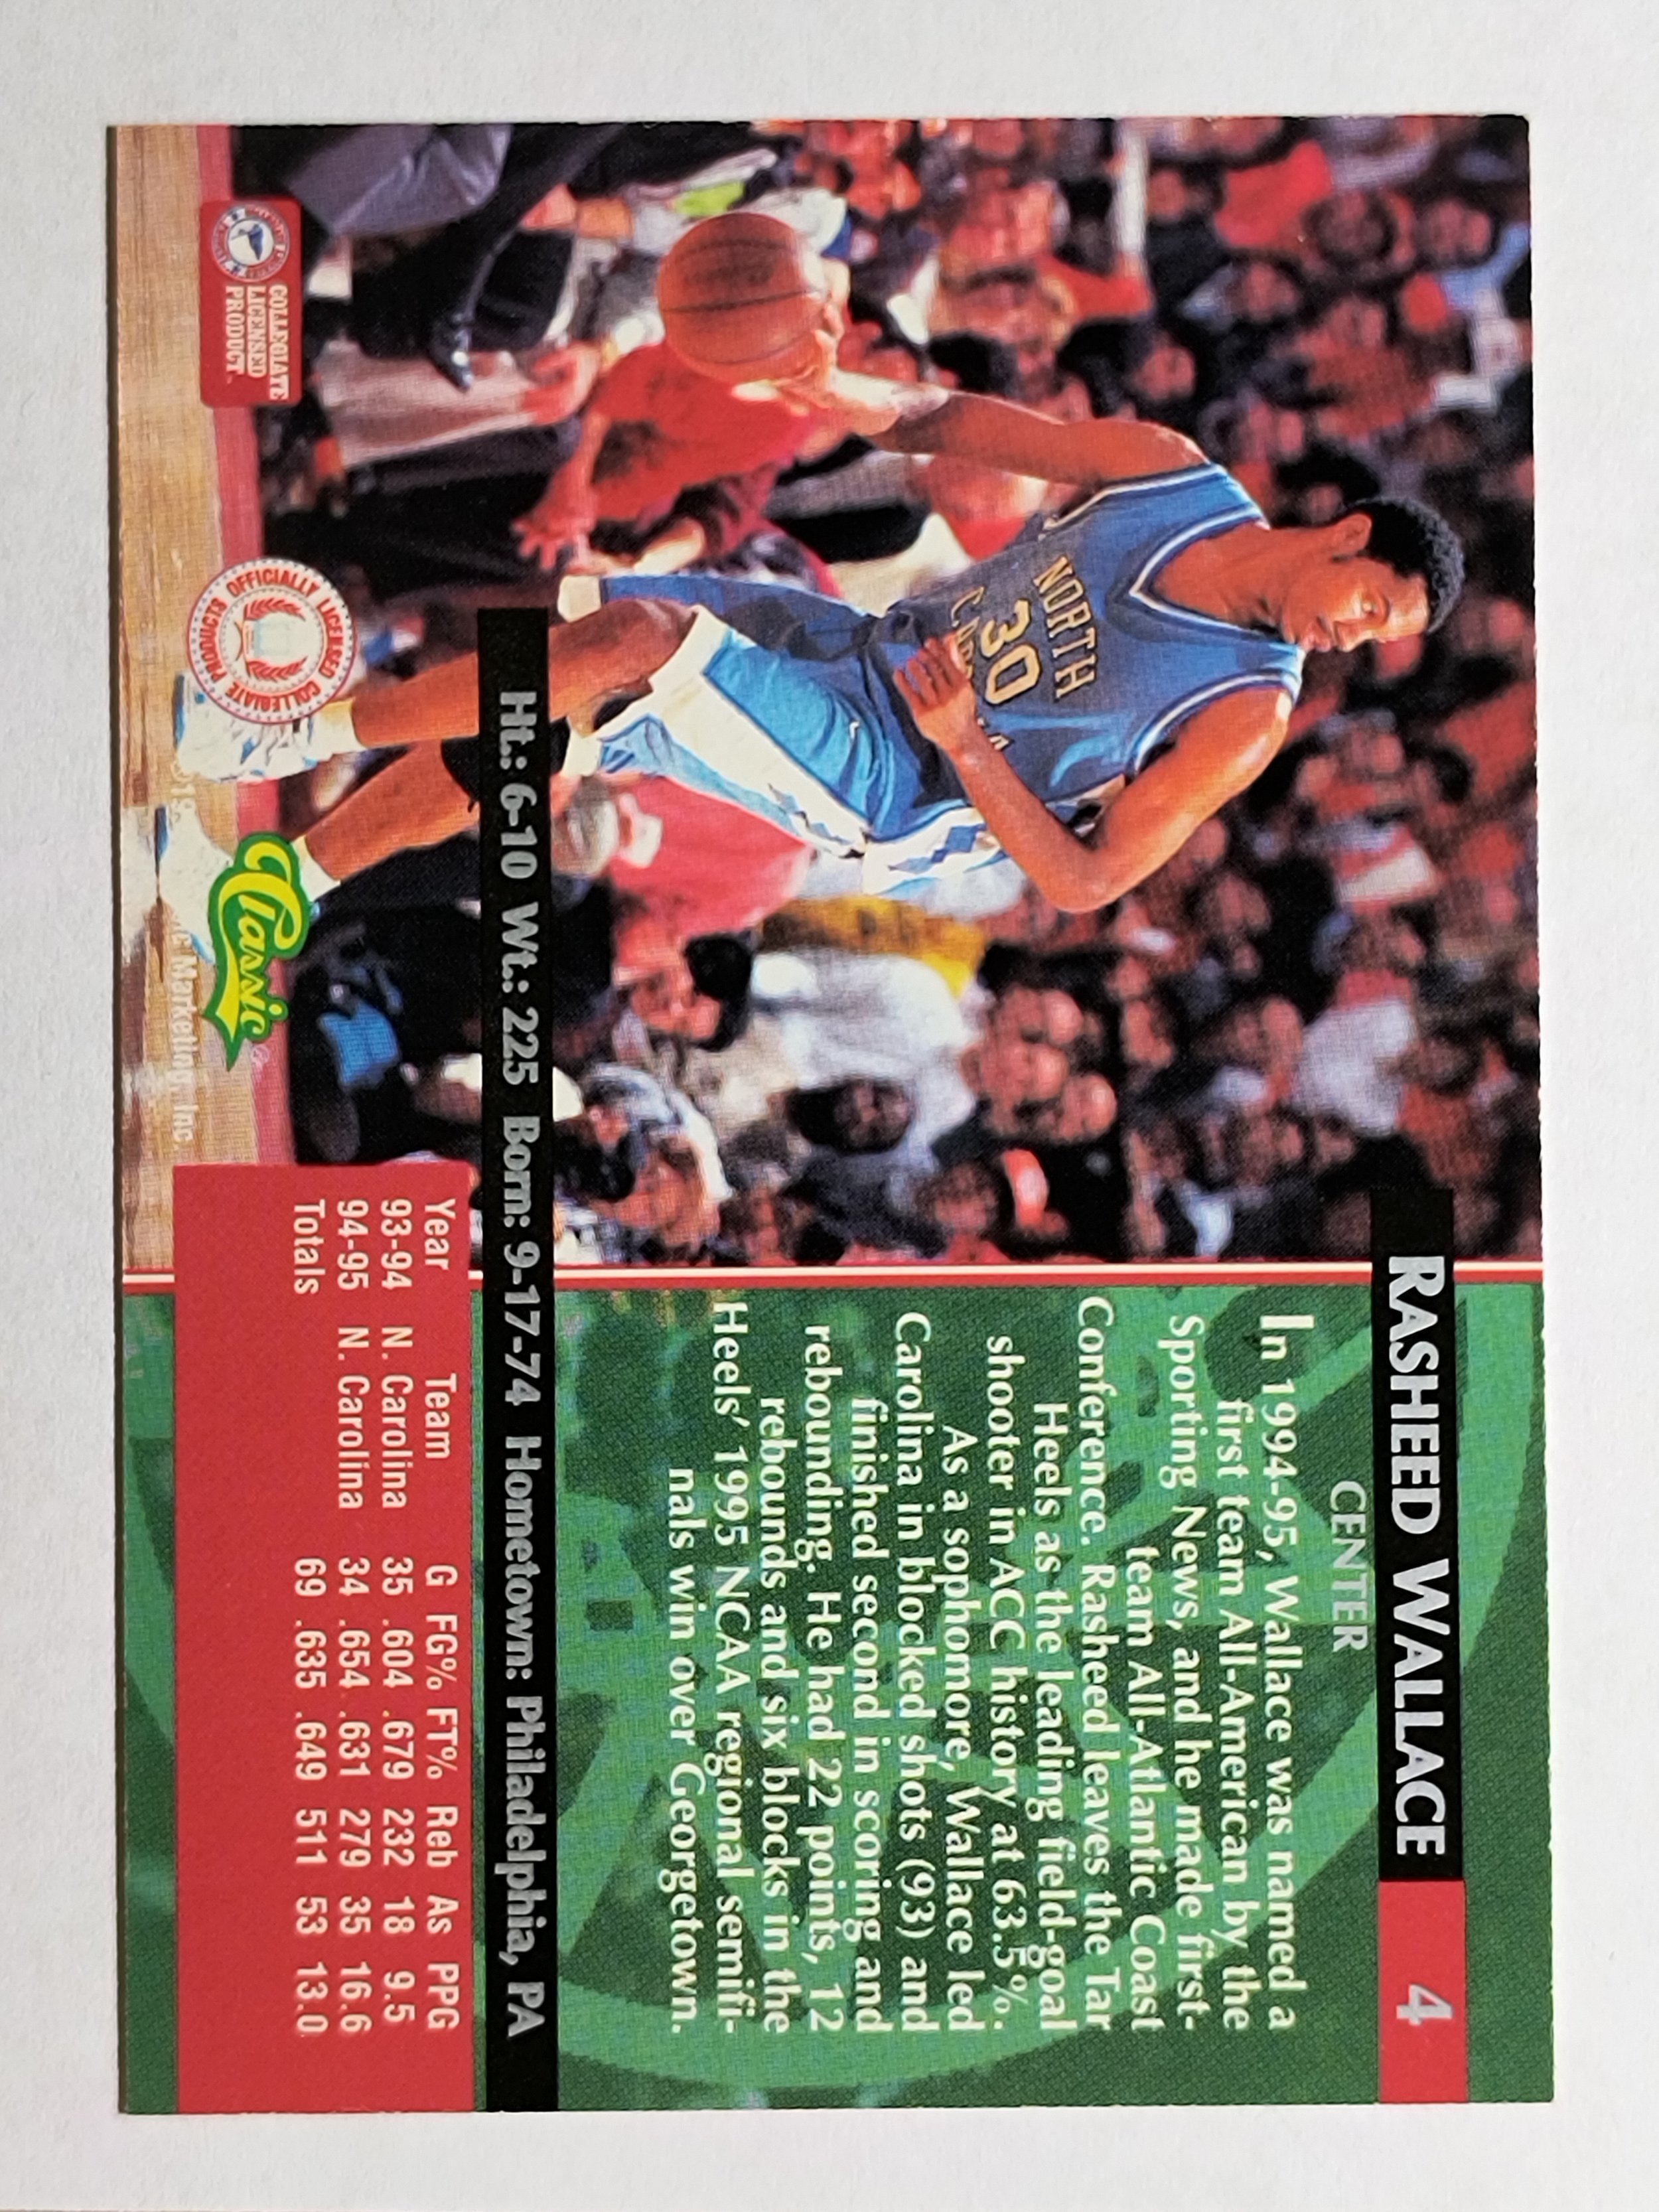 RASHEED WALLACE 4
CENTER
In 1994-95, Wallace was named a
first team All-American by the
Sporting News, and he made first-
team All-Atlantic Coast
Conference. Rasheed leaves the Tar
Heels as the leading field-goal
shooter in ACC history at 63.5%.
As a sophomore, Wallace led
Carolina in blocked shots (93) and
finished second in scoring and
rebounding. He had 22 points, 12
rebounds and six blocks in the
Heels' 1995 NCAA regional semifi-
nals win over Georgetown.
NORTH
30
Ht.: 6-10 Wt.: 225 Born: 9-17-74 Hometown: Philadelphia, PA
Year Team G FG% FT% Reb As PPG
93-94 N. Carolina 35 .604 .679 232 18 9.5
94-95 N. Carolina 34 .654 .631 279 35 16.6
Totals 69 .635 .649 511 53 13.0
COLLEGIATE
LICENSED
PRODUCT
OFFICIALLY LICENSED COLLEGIATE PRODUCTS
Classic
Marketing, Inc